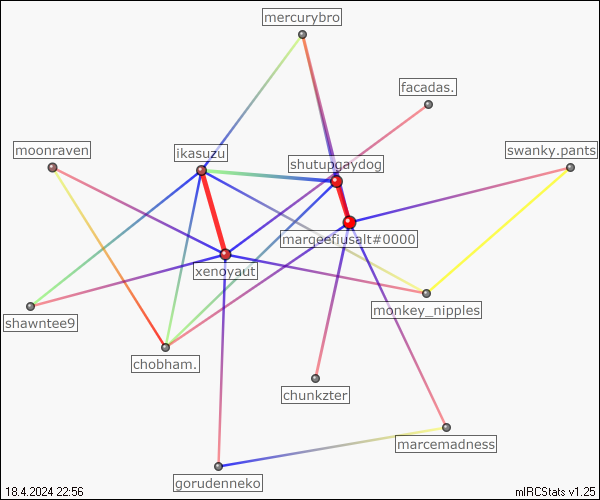 mercurybro
facadas.
moonraven
ikasuzu
swanky.pants
shutupgaydog
margeefiusalt#0000
xenoyaut
monkey_nipples
shawntee9
chobham.
chunkzter
marcemadness
gorudenneko
18.4.2024 22:56
mIRCStats v1.25